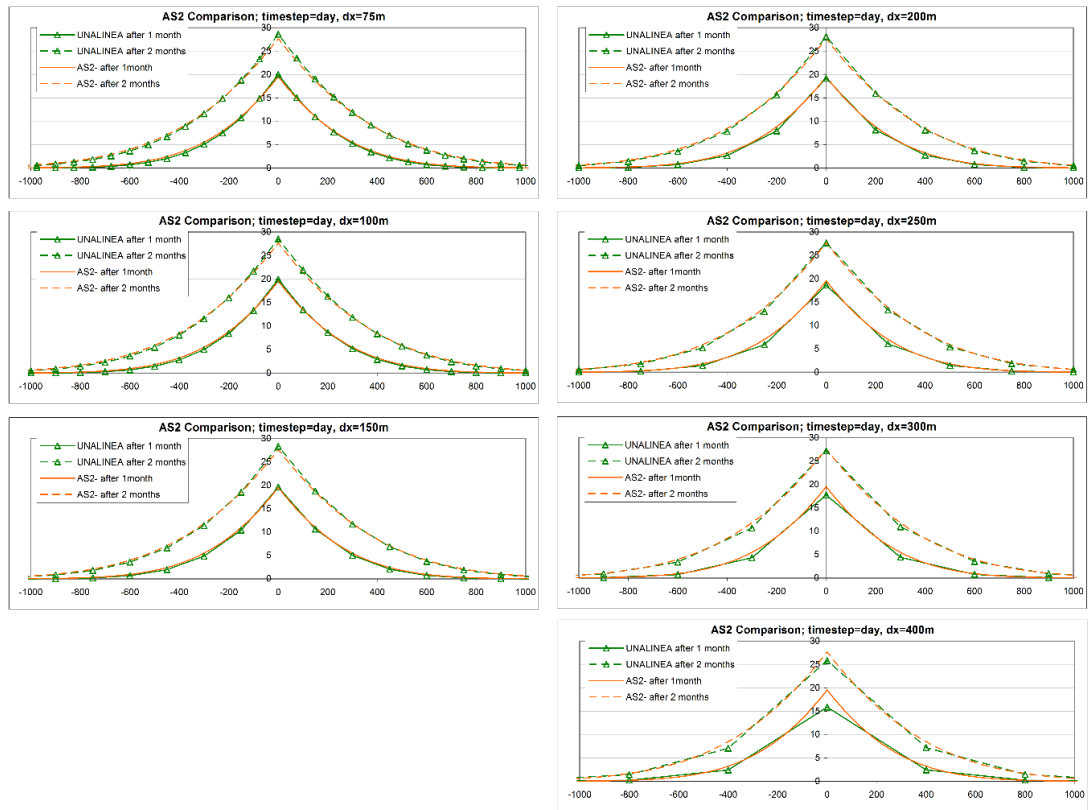 AS2 Comparison; timestep=day, dx=75m
UNALINEA after 1 month
UNALINEA after 2 months
AS2- after 1month
AS2- after 2 months
30
25
20
15
10
5
0
-1000 -800 -600 -400 -200 0 200 400 600 800 1000
AS2 Comparison; timestep=day, dx=200m
UNALINEA after 1 month
UNALINEA after 2 months
AS2- after 1month
AS2- after 2 months
30
25
20
15
10
5
0
-1000 -800 -600 -400 -200 0 200 400 600 800 1000
AS2 Comparison; timestep=day, dx=100m
UNALINEA after 1 month
UNALINEA after 2 months
AS2- after 1month
AS2- after 2 months
30
25
20
15
10
5
0
-1000 -800 -600 -400 -200 0 200 400 600 800 1000
AS2 Comparison; timestep=day, dx=250m
UNALINEA after 1 month
UNALINEA after 2 months
AS2- after 1month
AS2- after 2 months
30
25
20
15
10
5
0
-1000 -800 -600 -400 -200 0 200 400 600 800 1000
AS2 Comparison; timestep=day, dx=150m
UNALINEA after 1 month
UNALINEA after 2 months
AS2- after 1month
AS2- after 2 months
30
25
20
15
10
5
0
-1000 -800 -600 -400 -200 0 200 400 600 800 1000
AS2 Comparison; timestep=day, dx=300m
UNALINEA after 1 month
UNALINEA after 2 months
AS2- after 1month
AS2- after 2 months
30
25
20
15
10
5
0
-1000 -800 -600 -400 -200 0 200 400 600 800 1000
AS2 Comparison; timestep=day, dx=400m
UNALINEA after 1 month
UNALINEA after 2 months
AS2- after 1month
AS2- after 2 months
30
25
20
15
10
5
0
-1000 -800 -600 -400 -200 0 200 400 600 800 1000